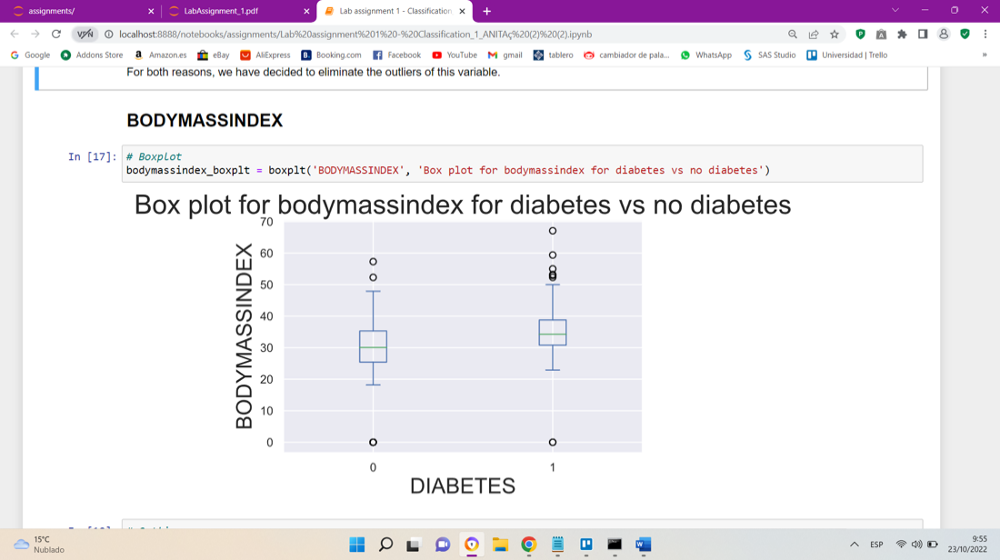 assignments/
LabAssignment_1.pdf
Lab assignment 1 - Classification
VPN
localhost:8888/notebooks/assignments/Lab%20assignment%201%20-%20Classification_1_ANITAç%20(2)%20(2).ipynb
Google Addons Store Amazon.es eBay AliExpress Booking.com Facebook YouTube gmail tablero cambiador de pala... WhatsApp SAS Studio Universidad | Trello »
For both reasons, we have decided to eliminate the outliers of this variable.
BODYMASSINDEX
In [17]: # Boxplot
bodymassindex_boxplt = boxplt('BODYMASSINDEX', 'Box plot for bodymassindex for diabetes vs no diabetes')
Box plot for bodymassindex for diabetes vs no diabetes
70
60
50
40
30
20
10
0
BODYMASSINDEX
0 1
DIABETES
15°C
Nublado
ESP
9:55
23/10/2022